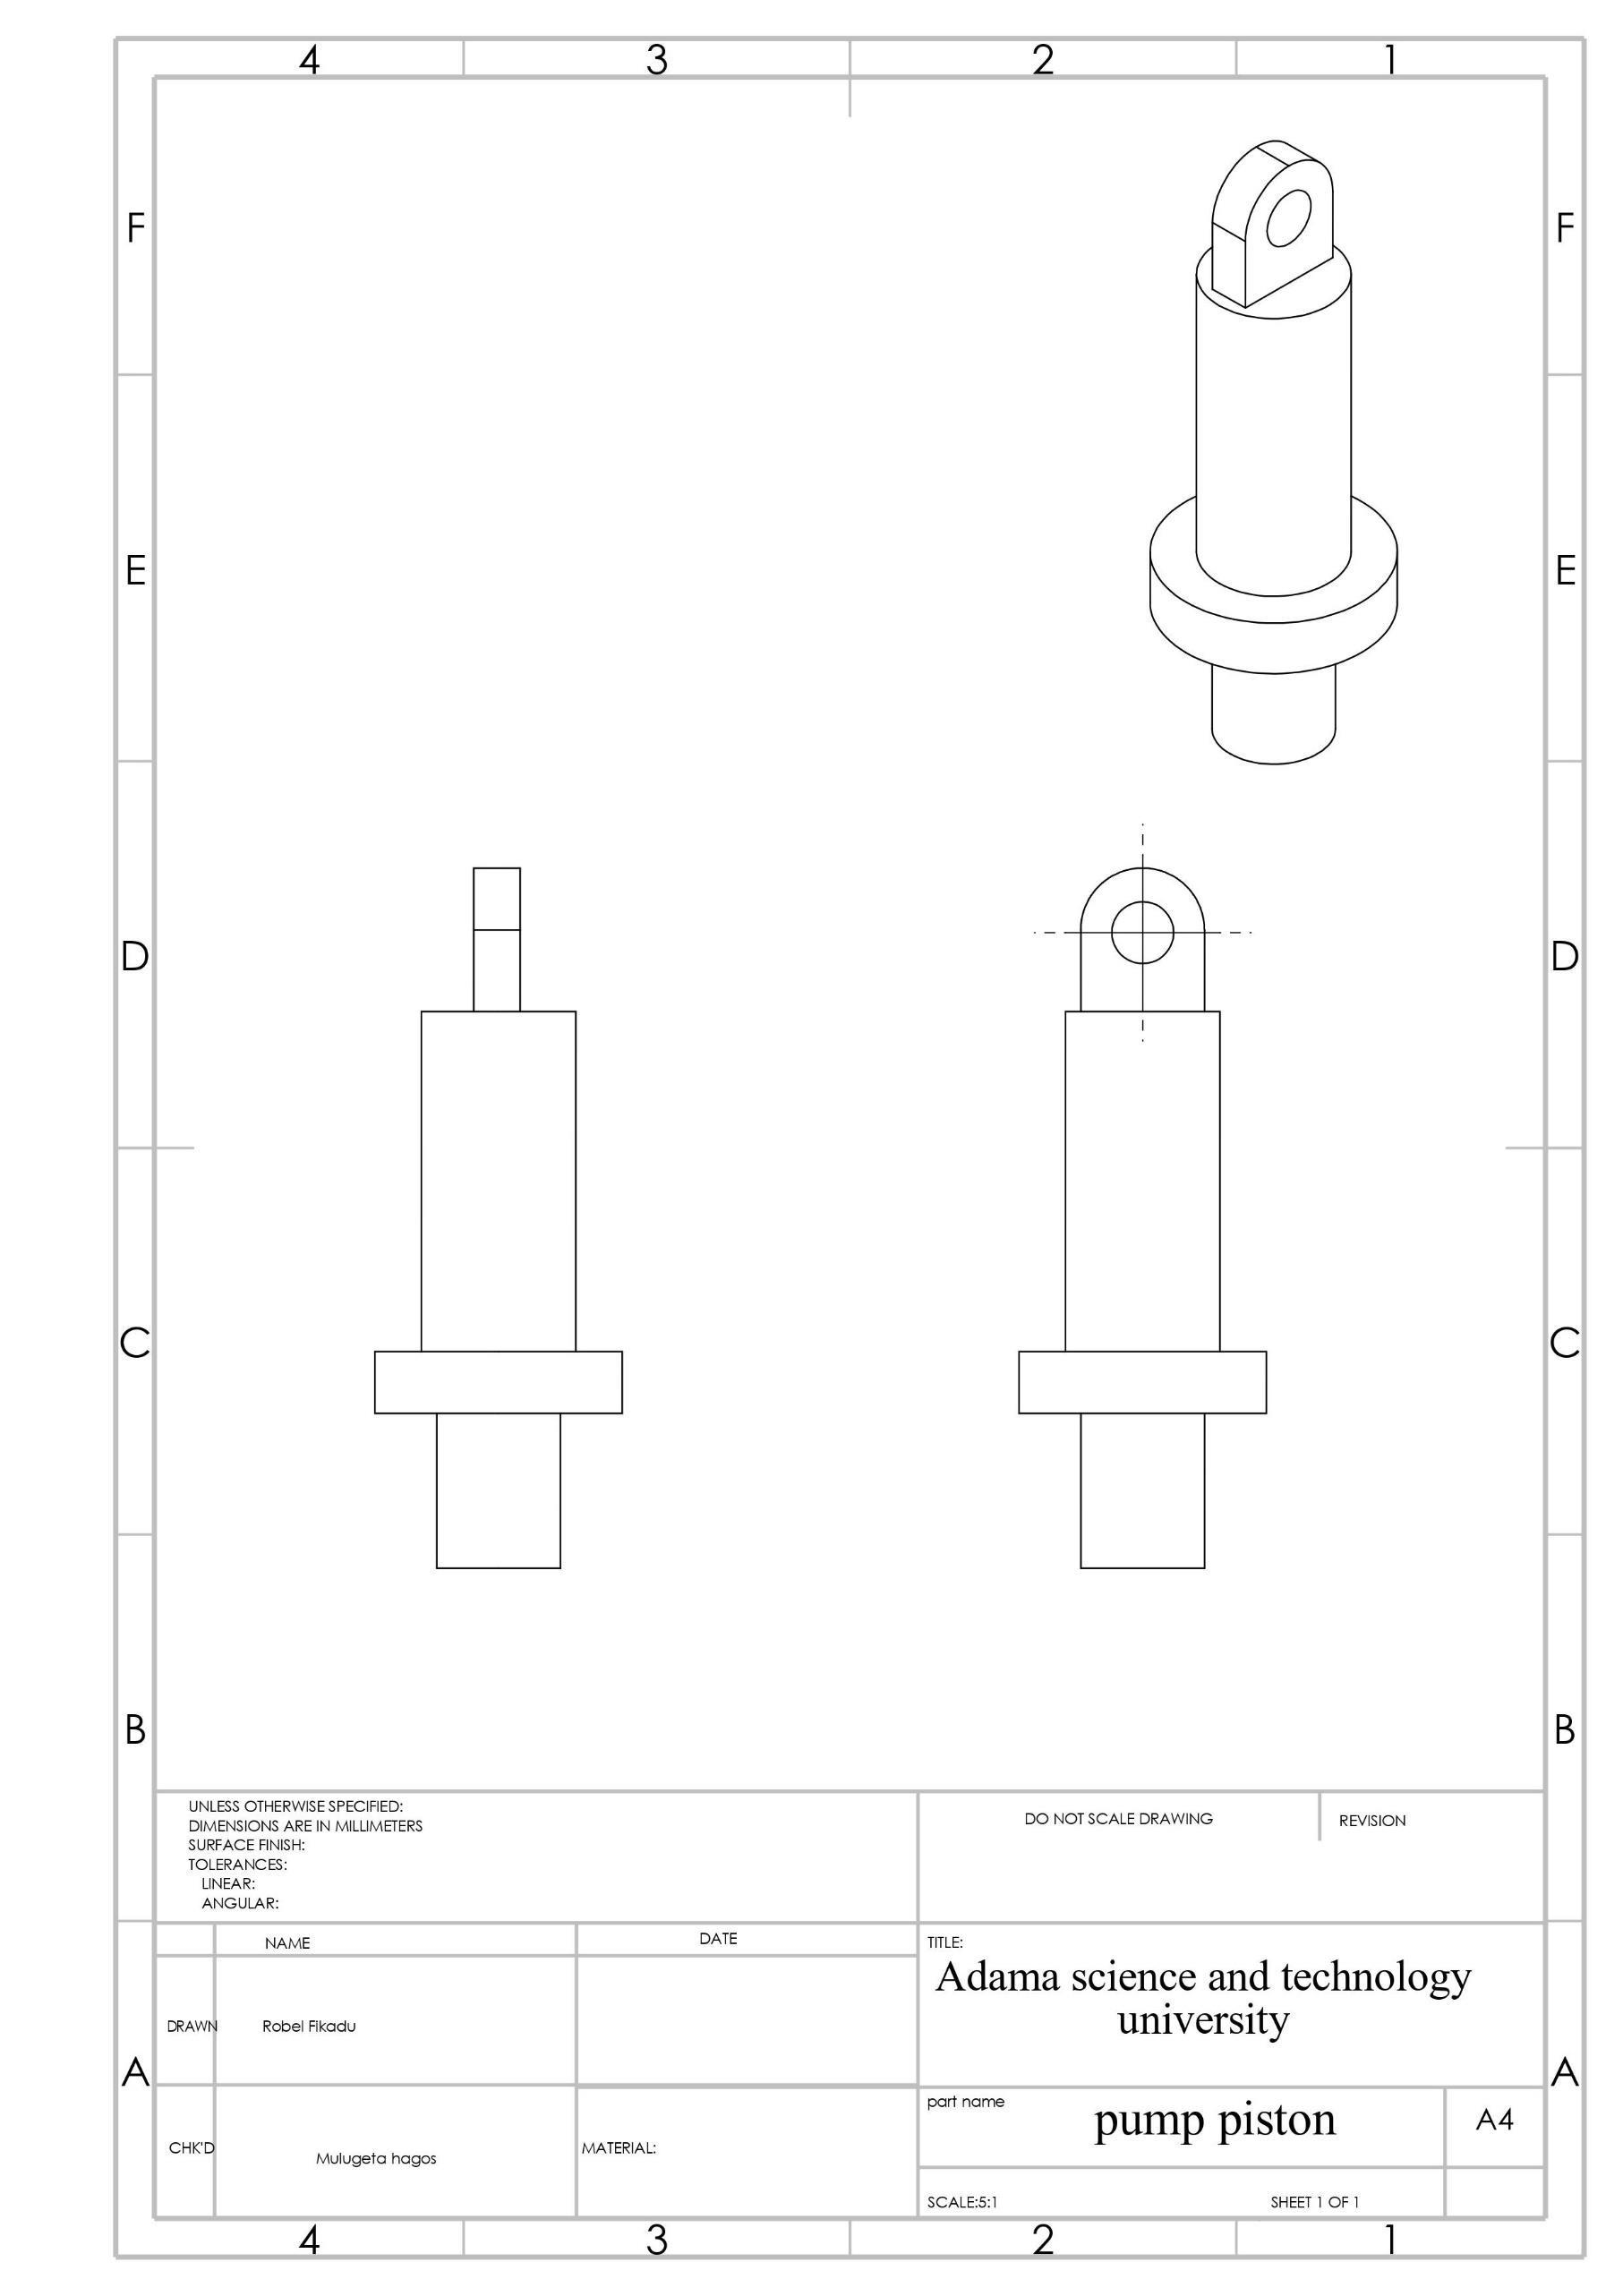 4 3 2 1
F F
E E
D D
C C
B B
UNLESS OTHERWISE SPECIFIED:
DIMENSIONS ARE IN MILLIMETERS
SURFACE FINISH:
TOLERANCES:
LINEAR:
ANGULAR:
DO NOT SCALE DRAWING
REVISION
NAME
DATE
TITLE:
Adama science and technology
university
DRAWN
Robel Fikadu
A A
part name
pump piston
A4
CHK'D
Mulugeta hagos
MATERIAL:
SCALE:5:1
SHEET 1 OF 1
4 3 2 1